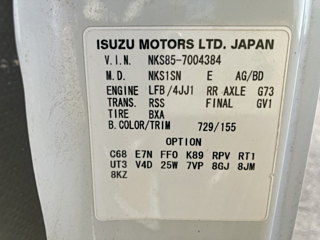 ISUZU MOTORS LTD. JAPAN
V.I.N. NKS85-7004384
M.D. NKS1SN E AG/BD
ENGINE LFB/4JJ1 RR AXLE G73
TRANS. RSS FINAL GV1
TIRE BXA
B.COLOR/TRIM 729/155
OPTION
C68 E7N FF0 K89 RPV RT1
UT3 V4D 25W 7VP 8GJ 8JM
8KZ